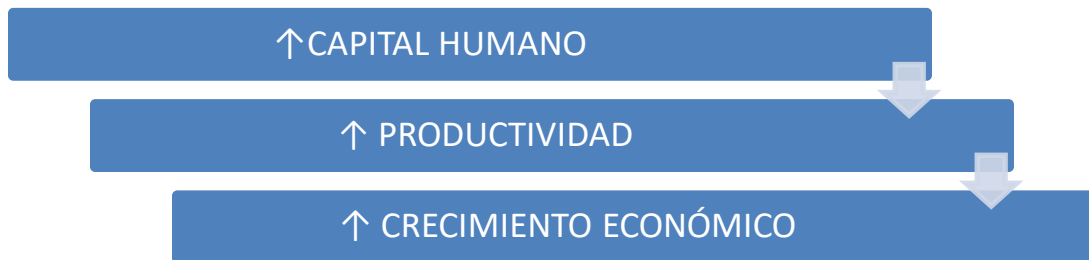 ↑CAPITAL HUMANO
↑ PRODUCTIVIDAD
↑ CRECIMIENTO ECONÓMICO